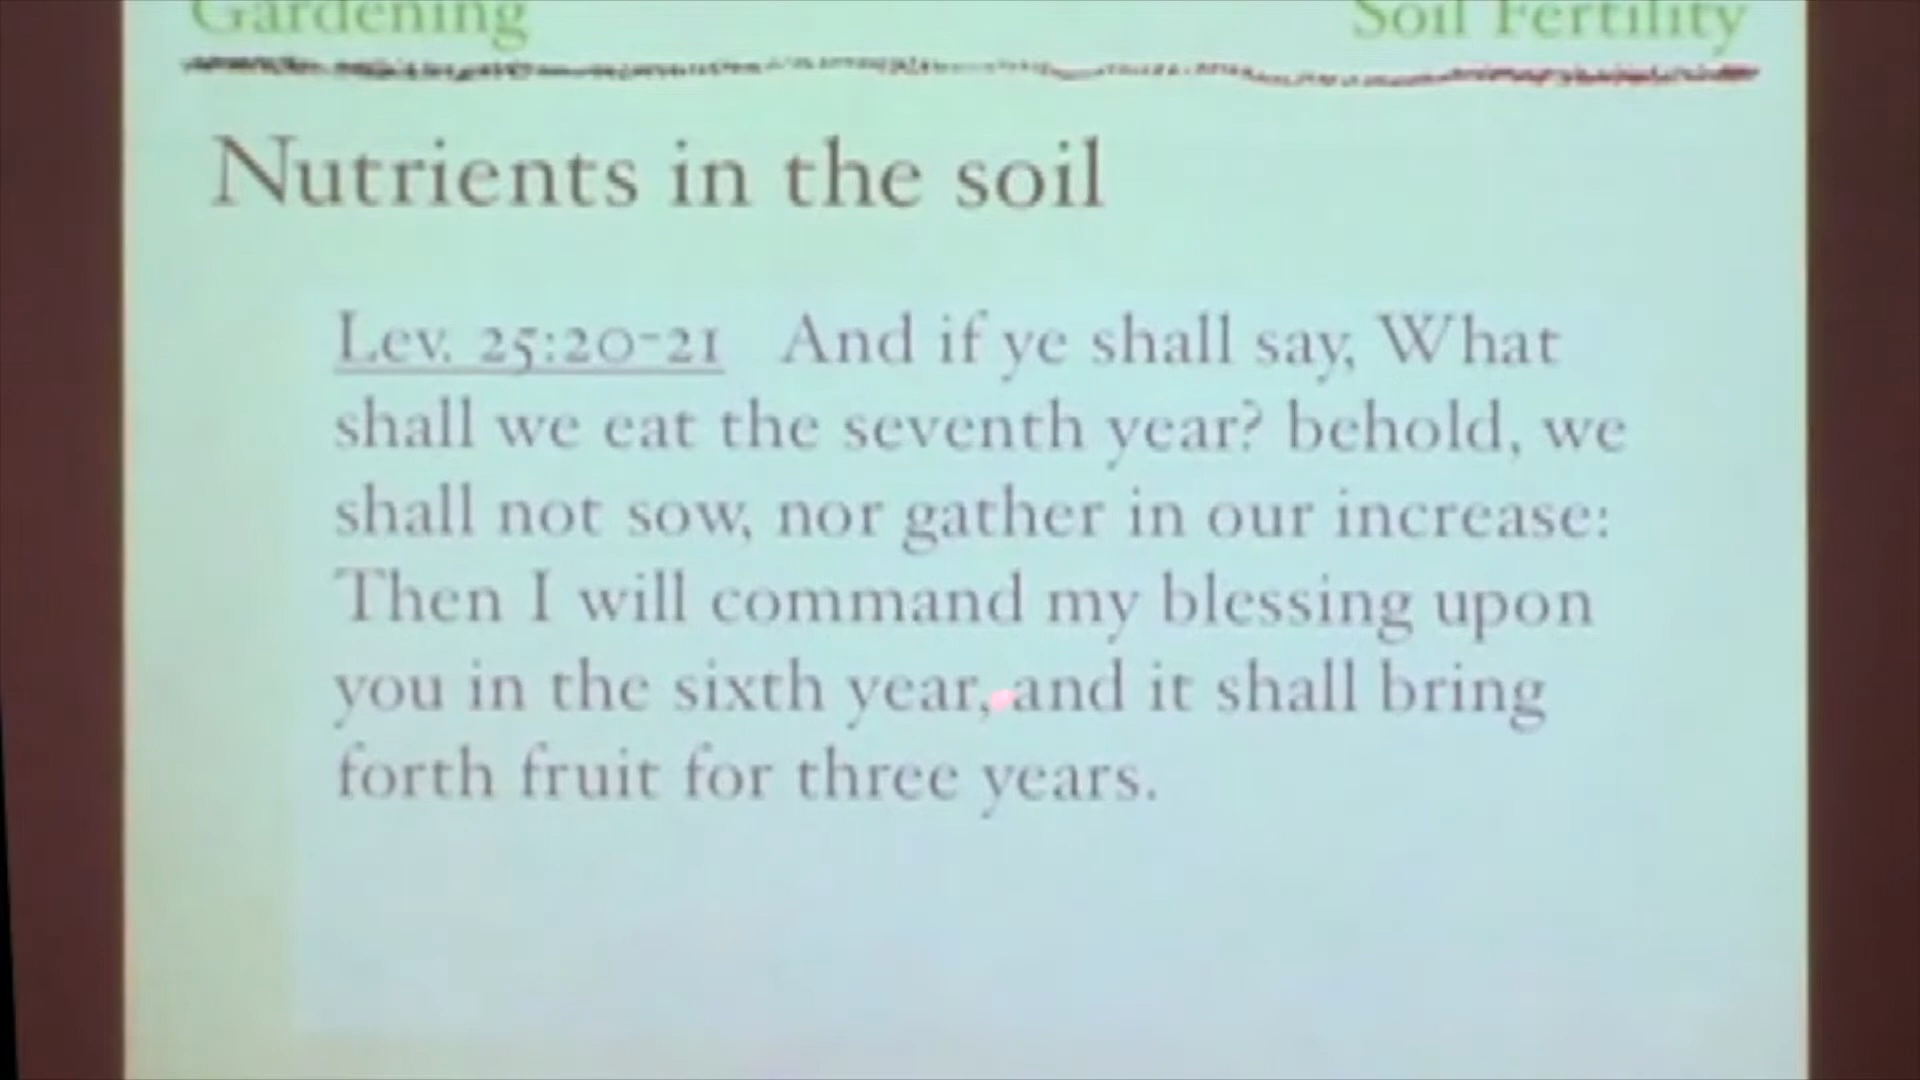 Gardening Soil Fertility
Nutrients in the soil
Lev. 25:20-21 And if ye shall say, What
shall we eat the seventh year? behold, we
shall not sow, nor gather in our increase:
Then I will command my blessing upon
you in the sixth year, and it shall bring
forth fruit for three years.